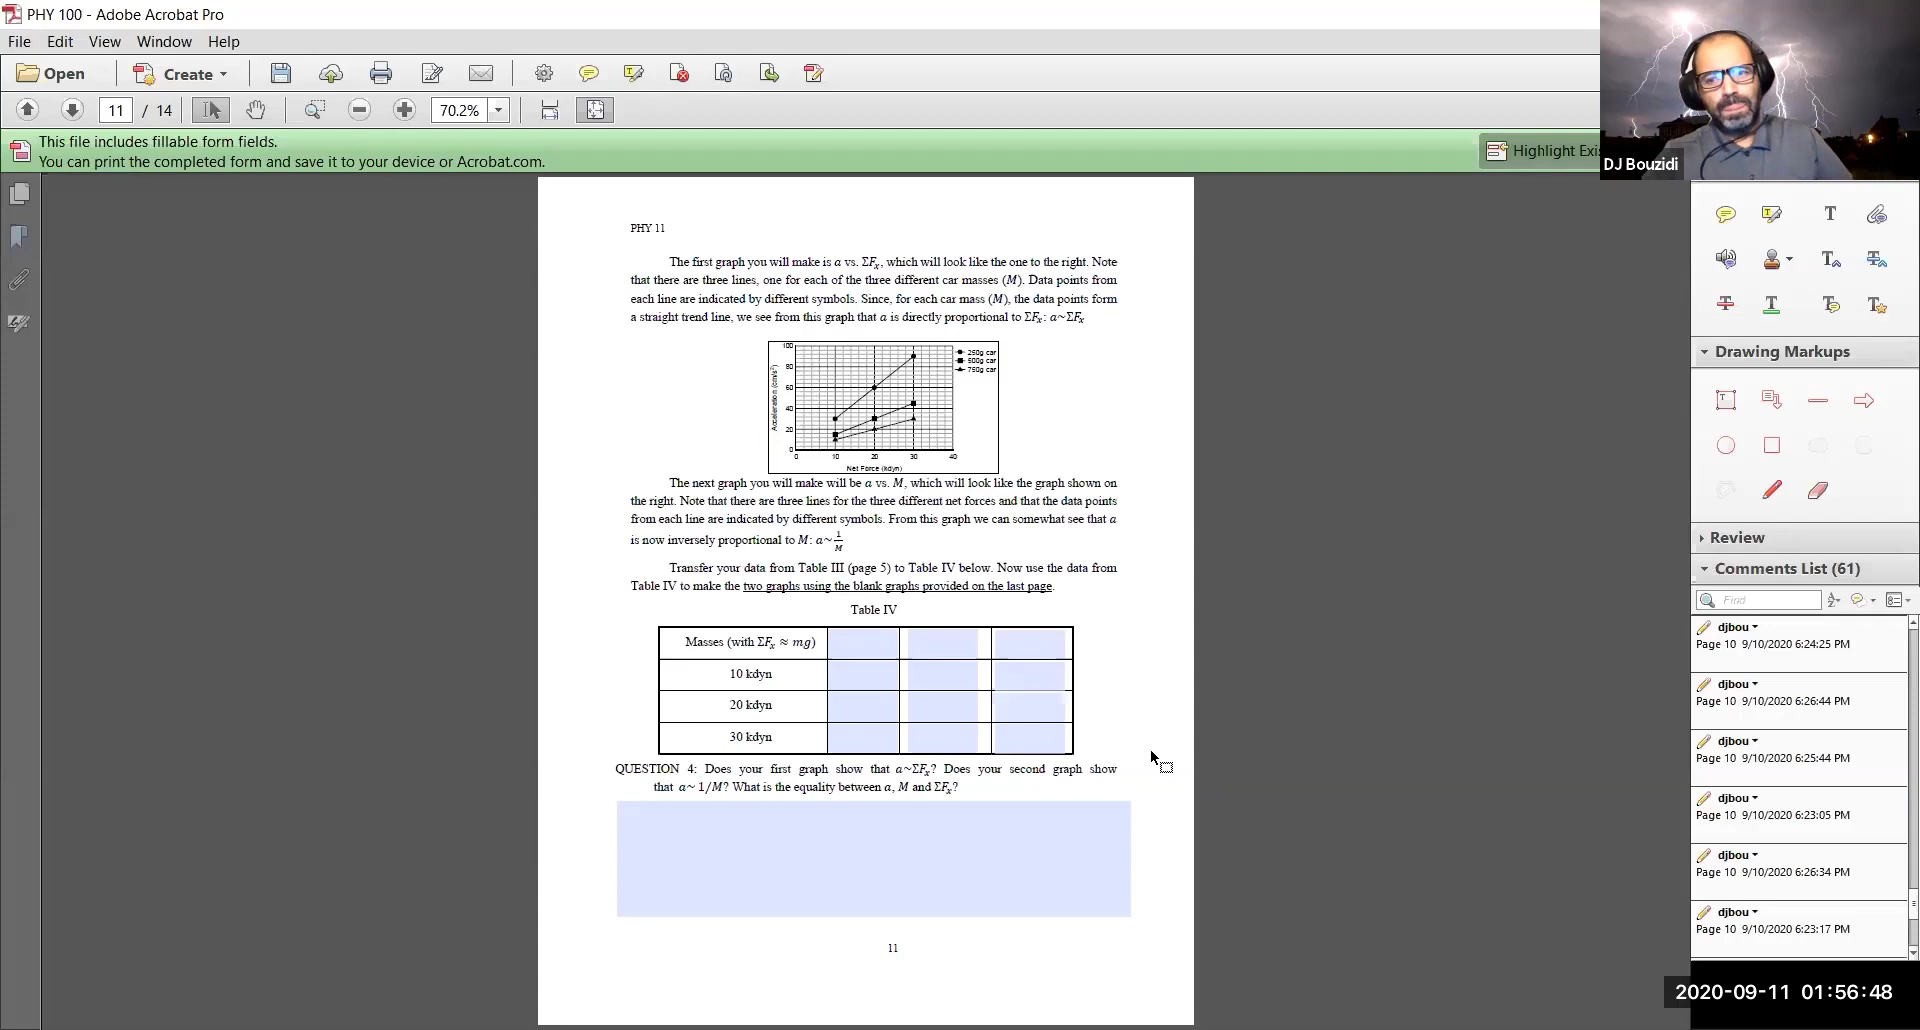 PHY 100 - Adobe Acrobat Pro
File Edit View Window Help
Open Create
11 / 14 70.2%
This file includes fillable form fields.
You can print the completed form and save it to your device or Acrobat.com.
Highlight Exi
DJ Bouzidi
PHY 11
The first graph you will make is a vs. ΣFₓ, which will look like the one to the right. Note
that there are three lines, one for each of the three different car masses (M). Data points from
each line are indicated by different symbols. Since, for each car mass (M), the data points form
a straight trend line, we see from this graph that a is directly proportional to ΣFₓ: a~ΣFₓ
100
80
60
40
20
0
0 10 20 30 40
Acceleration (cm/s²)
Net Force (kdyn)
250g car
500g car
750g car
The next graph you will make will be a vs. M, which will look like the graph shown on
the right. Note that there are three lines for the three different net forces and that the data points
from each line are indicated by different symbols. From this graph we can somewhat see that a
is now inversely proportional to M: a~ 1/M
Transfer your data from Table III (page 5) to Table IV below. Now use the data from
Table IV to make the two graphs using the blank graphs provided on the last page.
Table IV
Masses (with ΣFₓ ≈ mg)
10 kdyn
20 kdyn
30 kdyn
QUESTION 4: Does your first graph show that a~ΣFₓ? Does your second graph show
that a~ 1/M? What is the equality between a, M and ΣFₓ?
11
Drawing Markups
Review
Comments List (61)
Find
djbou
Page 10 9/10/2020 6:24:25 PM
djbou
Page 10 9/10/2020 6:26:44 PM
djbou
Page 10 9/10/2020 6:25:44 PM
djbou
Page 10 9/10/2020 6:23:05 PM
djbou
Page 10 9/10/2020 6:26:34 PM
djbou
Page 10 9/10/2020 6:23:17 PM
2020-09-11 01:56:48